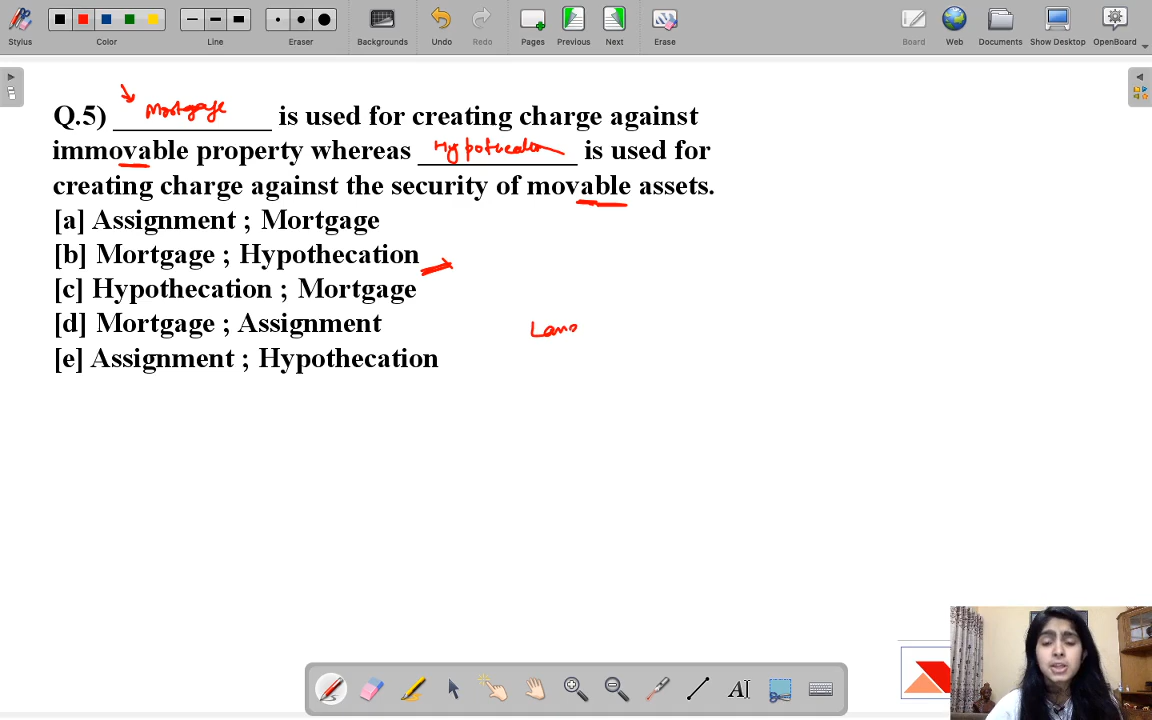 Stylus
Color
Line
Eraser
Backgrounds
Undo
Redo
Pages
Previous
Next
Erase
Board
Web
Documents
Show Desktop
OpenBoard
Q.5) Mortgage is used for creating charge against
immovable property whereas Hypothecation is used for
creating charge against the security of movable assets.
[a] Assignment ; Mortgage
[b] Mortgage ; Hypothecation
[c] Hypothecation ; Mortgage
[d] Mortgage ; Assignment
[e] Assignment ; Hypothecation